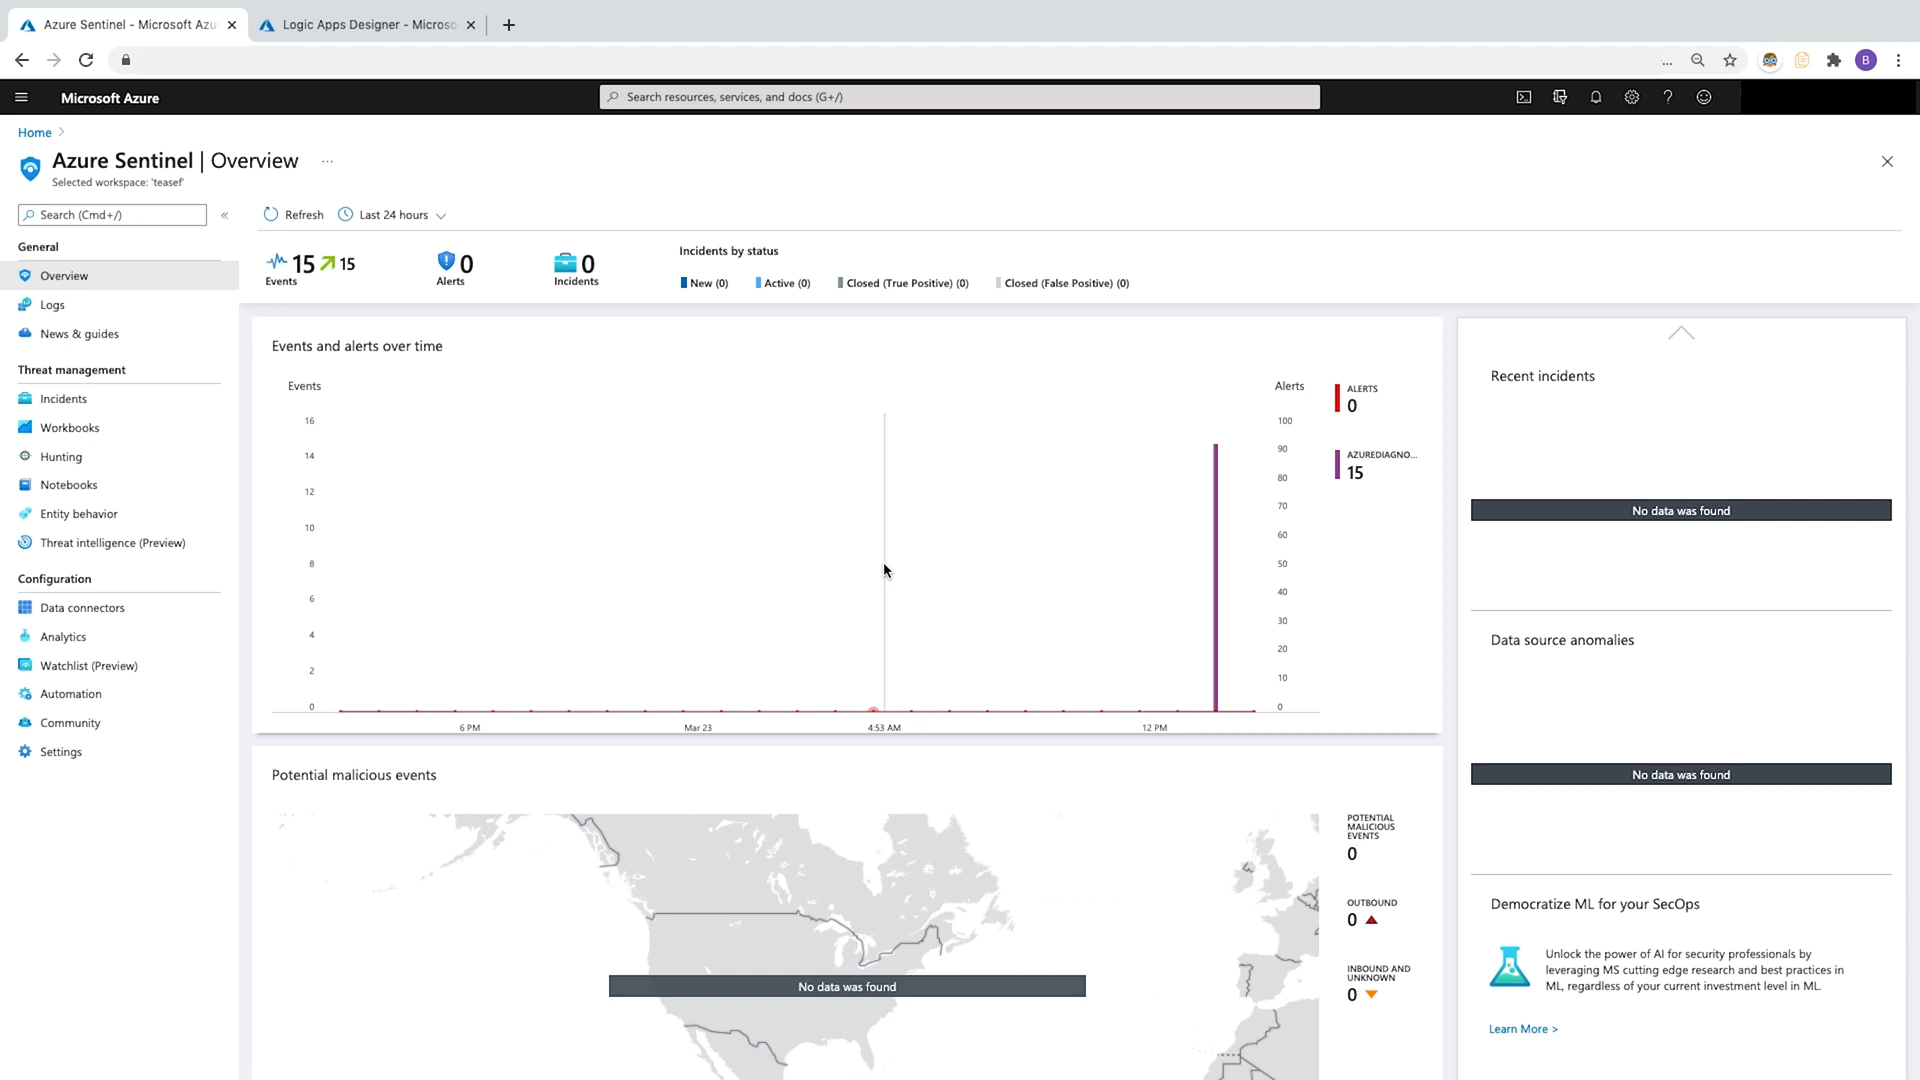 Azure Sentinel - Microsoft Azu
Logic Apps Designer - Microso
B
Microsoft Azure
Search resources, services, and docs (G+/)
Home
Azure Sentinel | Overview
Selected workspace: 'teasef'
Search (Cmd+/)
Refresh
Last 24 hours
General
Overview
Logs
News & guides
Threat management
Incidents
Workbooks
Hunting
Notebooks
Entity behavior
Threat intelligence (Preview)
Configuration
Data connectors
Analytics
Watchlist (Preview)
Automation
Community
Settings
15 15
Events
0
Alerts
0
Incidents
Incidents by status
New (0)
Active (0)
Closed (True Positive) (0)
Closed (False Positive) (0)
Events and alerts over time
Events
16
14
12
10
8
6
4
2
0
6 PM
Mar 23
4:53 AM
12 PM
Alerts
100
90
80
70
60
50
40
30
20
10
0
ALERTS
0
AZUREDIAGNO...
15
Potential malicious events
No data was found
POTENTIAL
MALICIOUS
EVENTS
0
OUTBOUND
0
INBOUND AND
UNKNOWN
0
Recent incidents
No data was found
Data source anomalies
No data was found
Democratize ML for your SecOps
Unlock the power of AI for security professionals by
leveraging MS cutting edge research and best practices in
ML, regardless of your current investment level in ML.
Learn More >